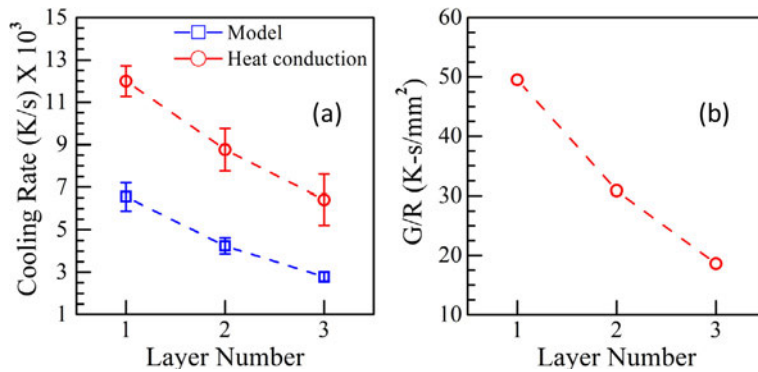 Cooling Rate (K/s) X 10³
15
13
11
9
7
5
3
1
Model
Heat conduction
(a)
1 2 3
Layer Number
G/R (K-s/mm²)
60
50
40
30
20
10
(b)
1 2 3
Layer Number